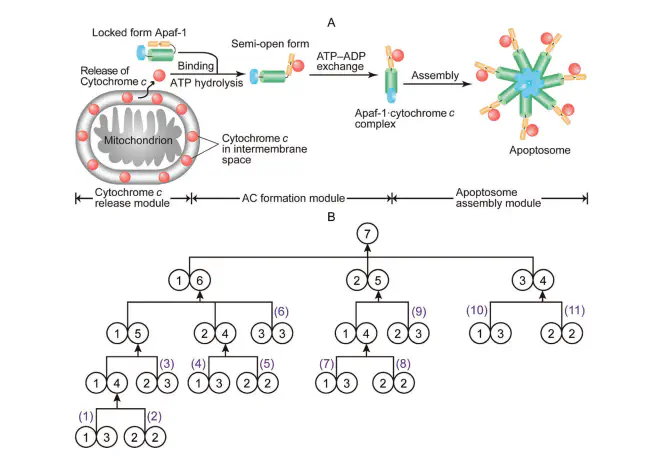 A
Locked form Apaf-1
Release of
Cytochrome c
Binding
ATP hydrolysis
Semi-open form
ATP–ADP
exchange
Apaf-1·cytochrome c
complex
Assembly
Apoptosome
Mitochondrion
Cytochrome c
in intermembrane
space
Cytochrome c
release module
AC formation module
Apoptosome
assembly module
B
7
1 6 2 5 3 4
(6) (9) (10) (11)
1 5 2 4 3 3 1 4 2 3 1 3 2 2
(3) (4) (5) (7) (8)
1 4 2 3 1 3 2 2 1 3 2 2
(1) (2)
1 3 2 2